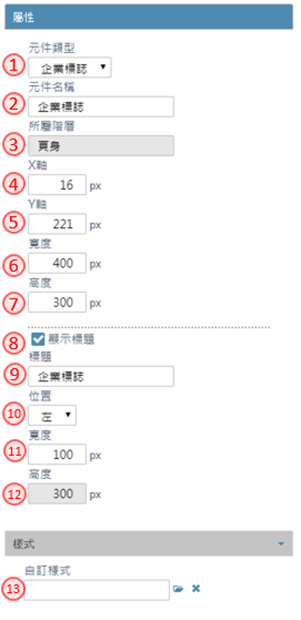 屬性
元件類型
1 企業標誌
元件名稱
2 企業標誌
所屬階層
3 頁身
X軸
4 16 px
Y軸
5 221 px
寬度
6 400 px
高度
7 300 px
8 顯示標題
標題
9 企業標誌
位置
10 左
寬度
11 100 px
高度
12 300 px
樣式
自訂樣式
13